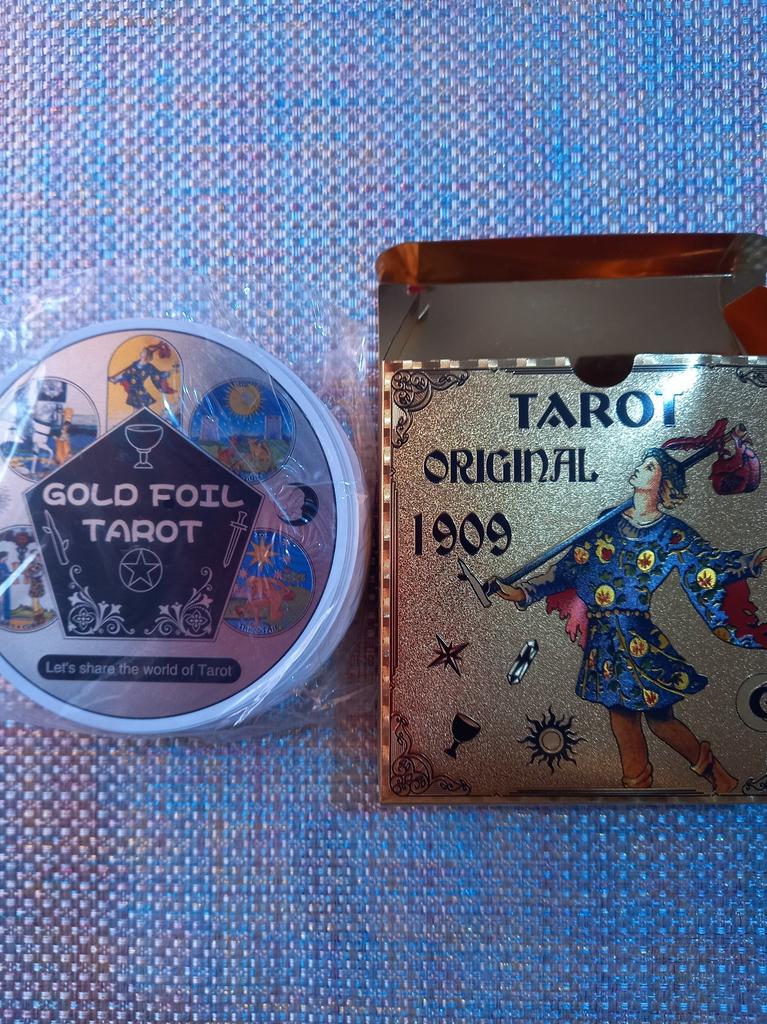 GOLD FOIL
TAROT
Let's share the world of Tarot
TAROT
ORIGINAL
1909